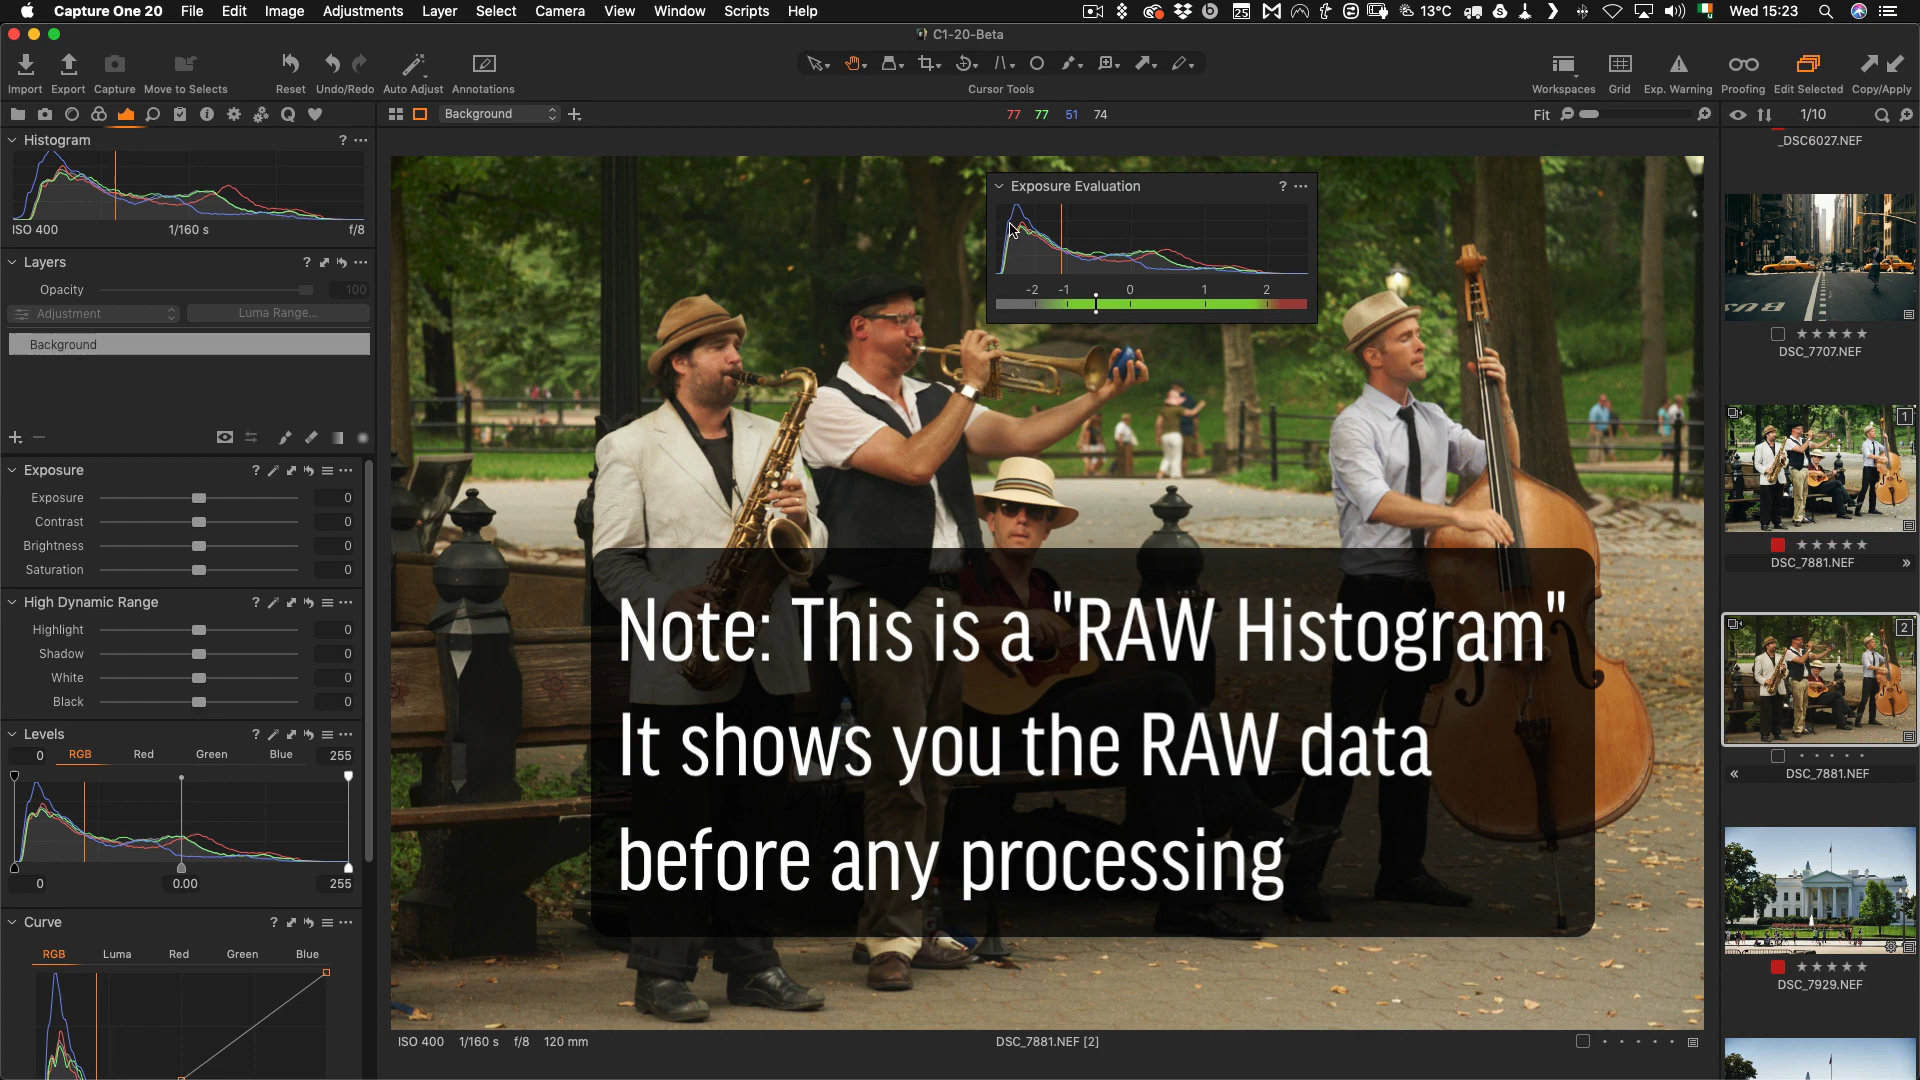 Capture One 20 File Edit Image Adjustments Layer Select Camera View Window Scripts Help
25 13°C Wed 15:23
C1-20-Beta
Import Export Capture Move to Selects Reset Undo/Redo Auto Adjust Annotations
Cursor Tools
Workspaces Grid Exp. Warning Proofing Edit Selected Copy/Apply
Background
77 77 51 74
Fit
1/10
Histogram
ISO 400 1/160 s f/8
Layers
Opacity 100
Adjustment Luma Range...
Background
Exposure
Exposure 0
Contrast 0
Brightness 0
Saturation 0
High Dynamic Range
Highlight 0
Shadow 0
White 0
Black 0
Levels
0 RGB Red Green Blue 255
0 0.00 255
Curve
RGB Luma Red Green Blue
Exposure Evaluation
-2 -1 0 1 2
Note: This is a "RAW Histogram"
It shows you the RAW data
before any processing
ISO 400 1/160 s f/8 120 mm
DSC_7881.NEF [2]
_DSC6027.NEF
DSC_7707.NEF
1
DSC_7881.NEF
2
DSC_7881.NEF
DSC_7929.NEF